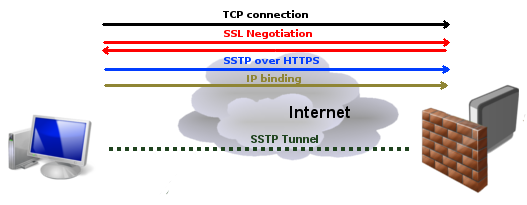 TCP connection
SSL Negotiation
SSTP over HTTPS
IP binding
Internet
SSTP Tunnel